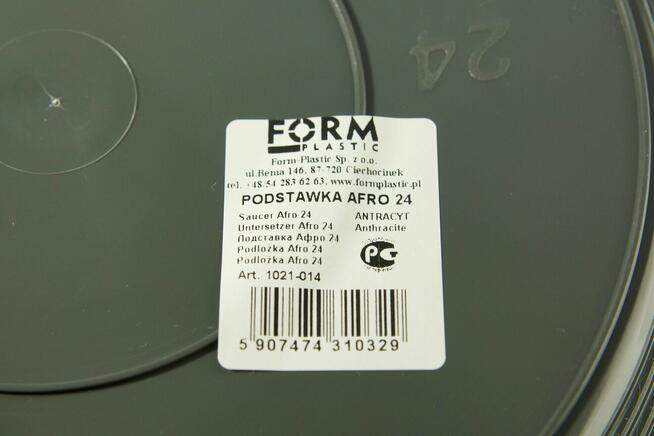 24
FORM
PLASTIC
Form-Plastic Sp. z o.o.
ul.Bema 146, 87-720 Ciechocinek
tel. +48/54 283 62 63, www.formplastic.pl
PODSTAWKA AFRO 24
Saucer Afro 24 ANTRACYT
Untersetzer Afro 24 Anthracite
Подставка Афро 24
Podložka Afro 24
Podložka Afro 24
Art. 1021-014
5 907474 310329